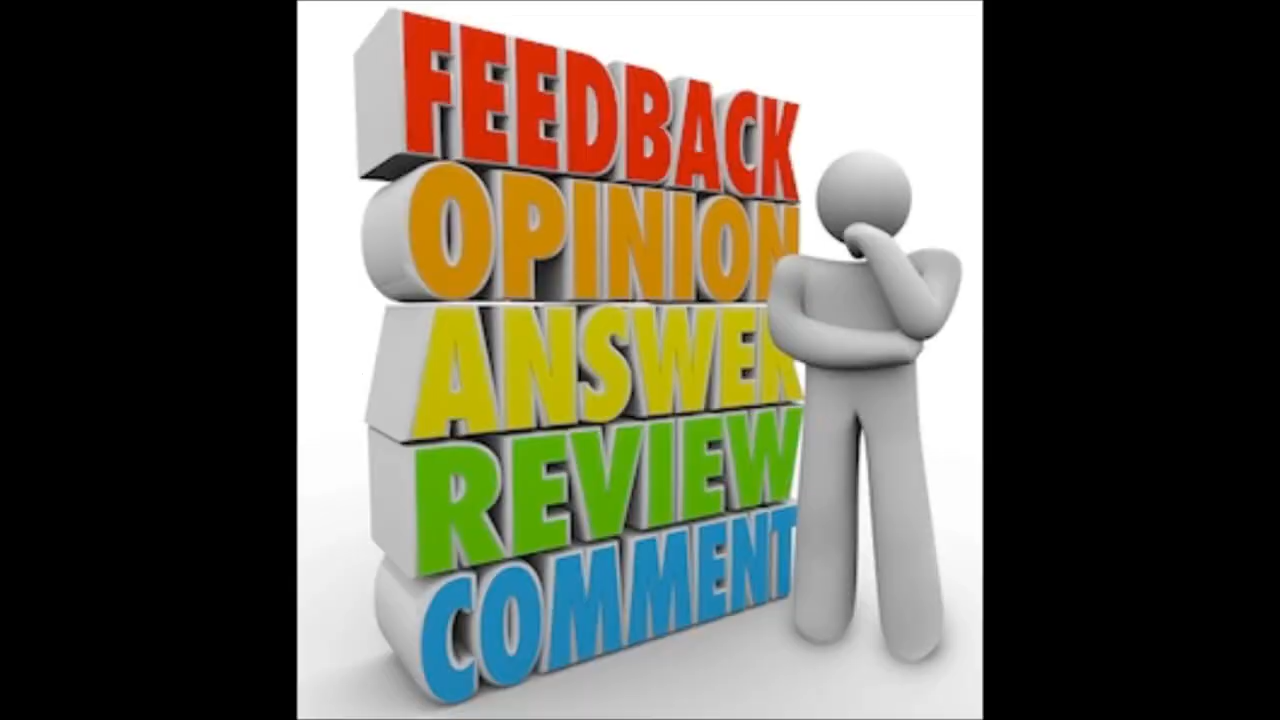 FEEDBACK
OPINION
ANSWER
REVIEW
COMMENT